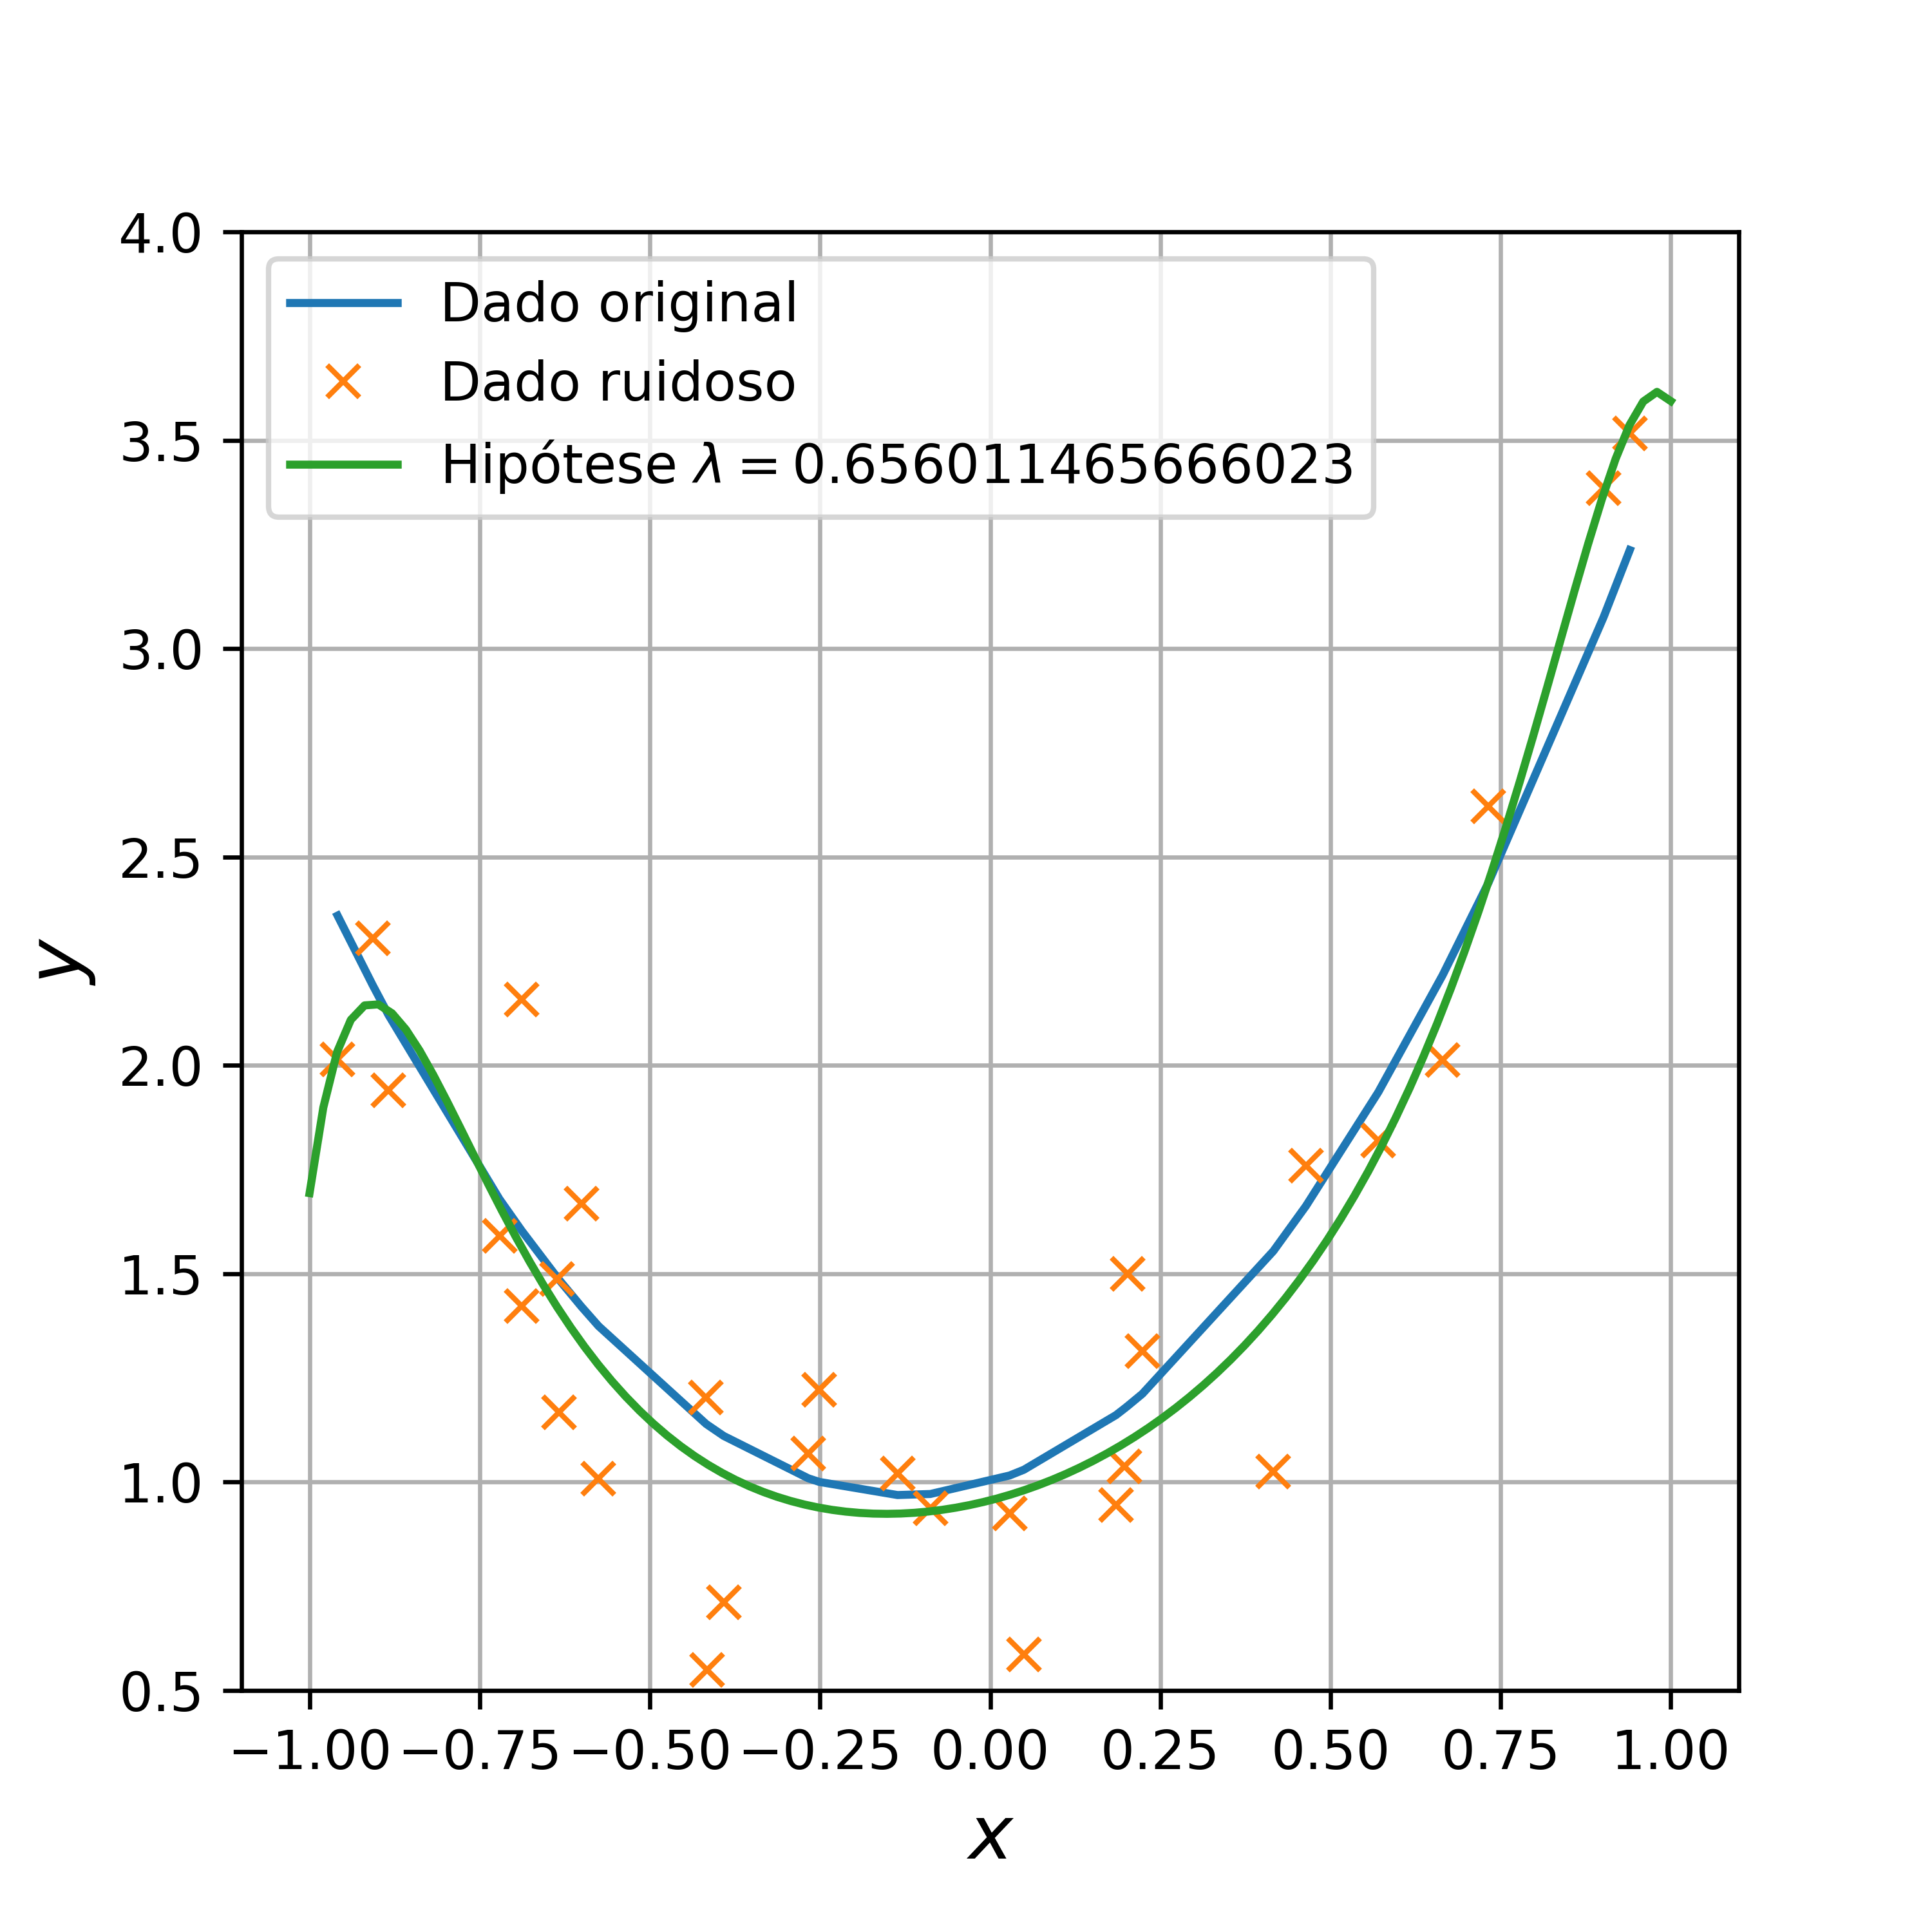 Dado original
Dado ruidoso
Hipótese λ = 0.656011465666023
4.0
3.5
3.0
2.5
2.0
1.5
1.0
0.5
y
−1.00 −0.75 −0.50 −0.25 0.00 0.25 0.50 0.75 1.00
x